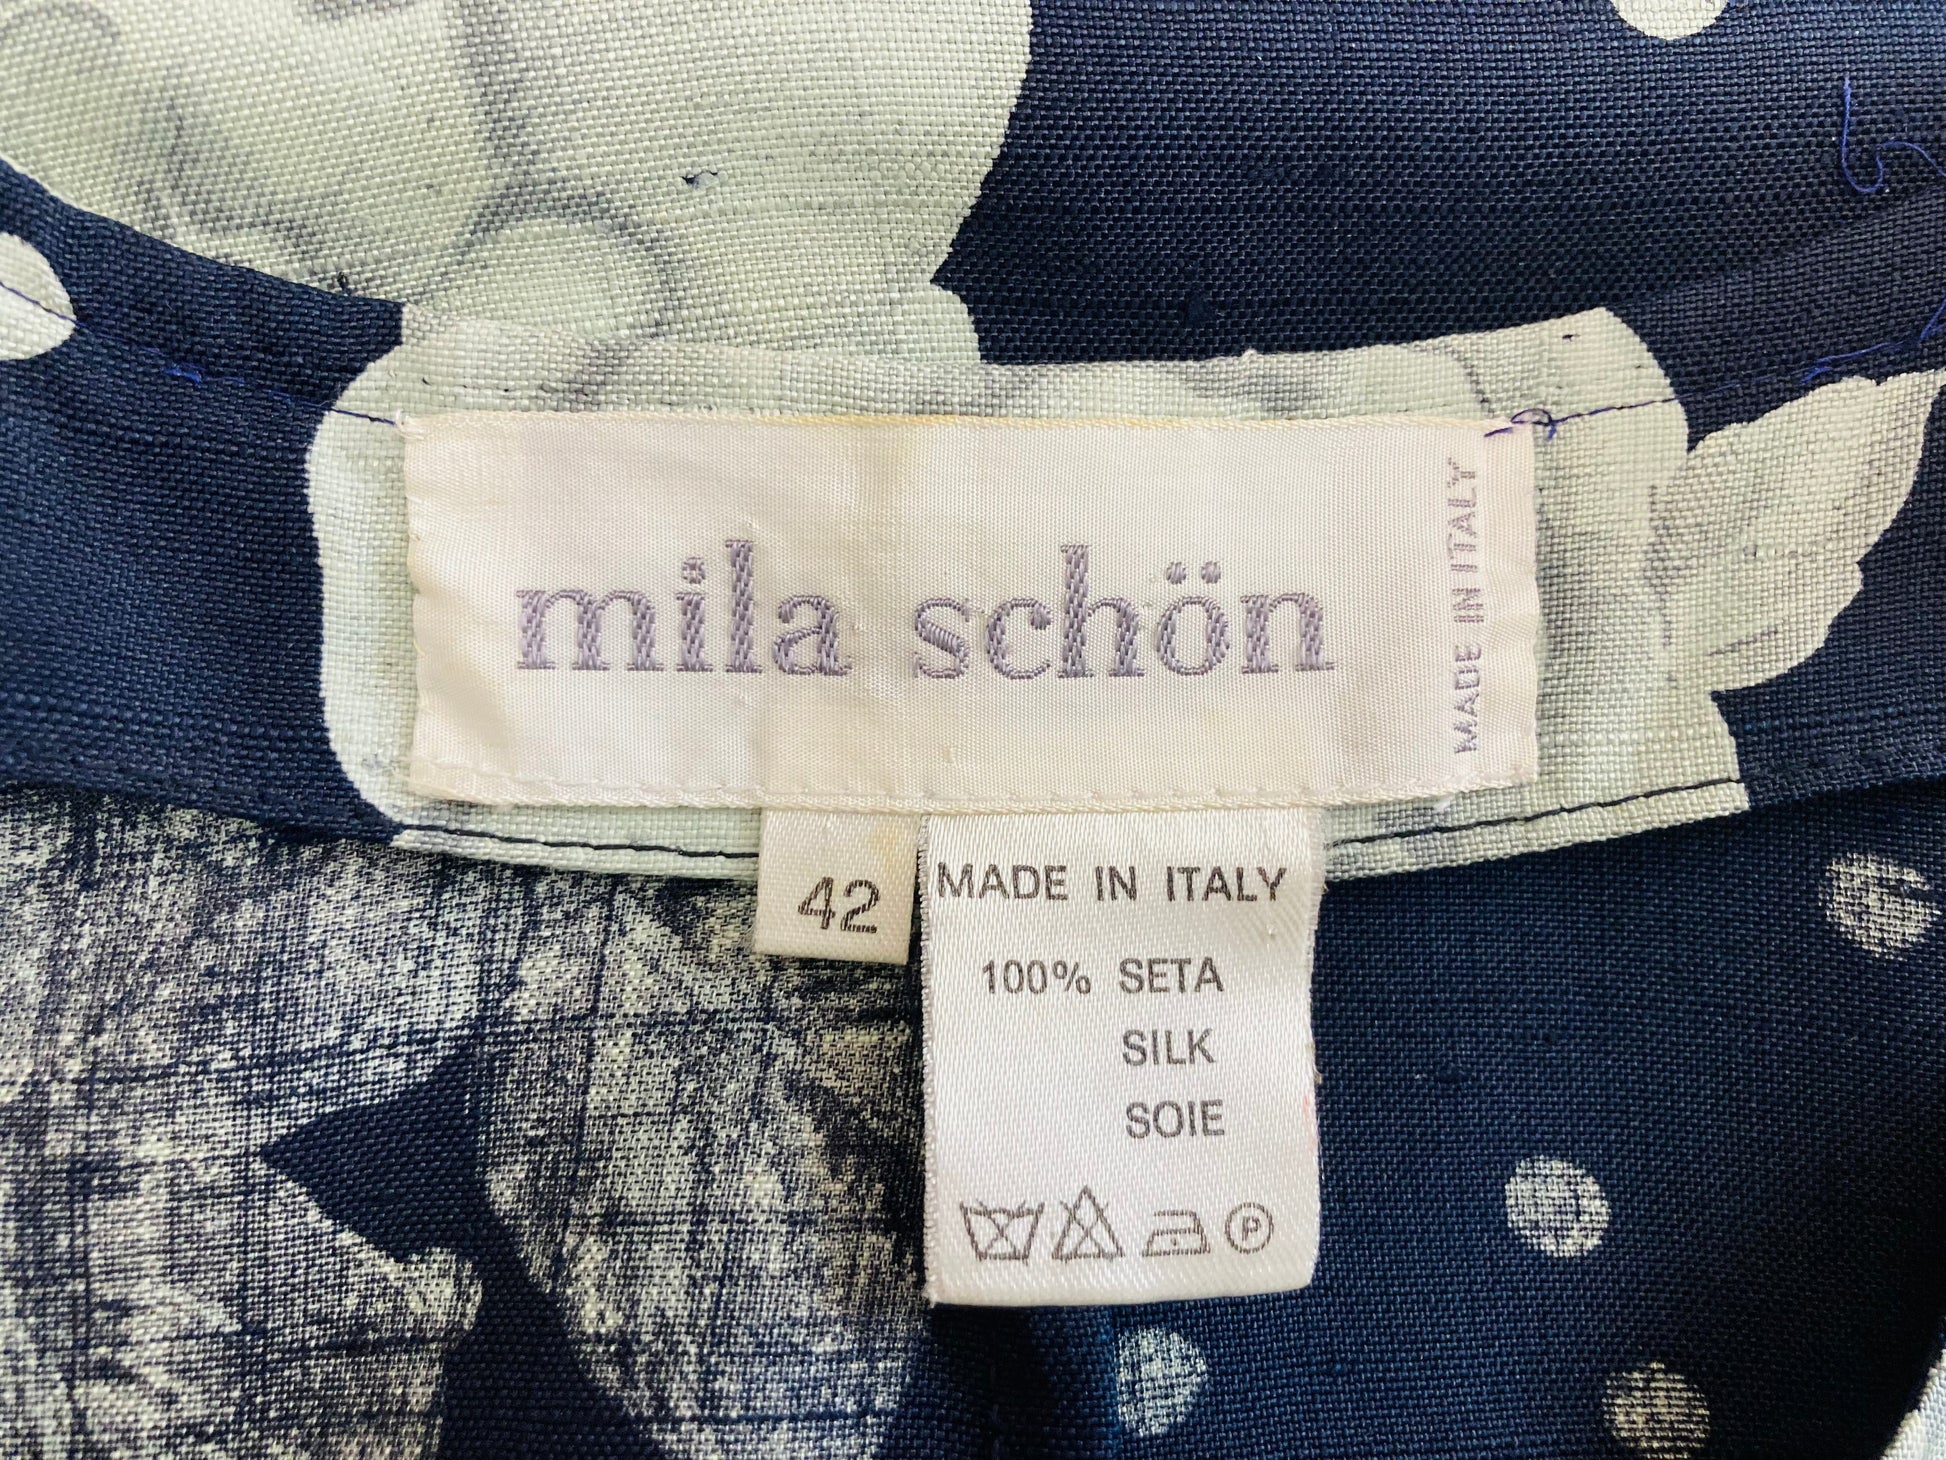 mila schön
MADE IN ITALY
42
MADE IN ITALY
100% SETA
SILK
SOIE
P